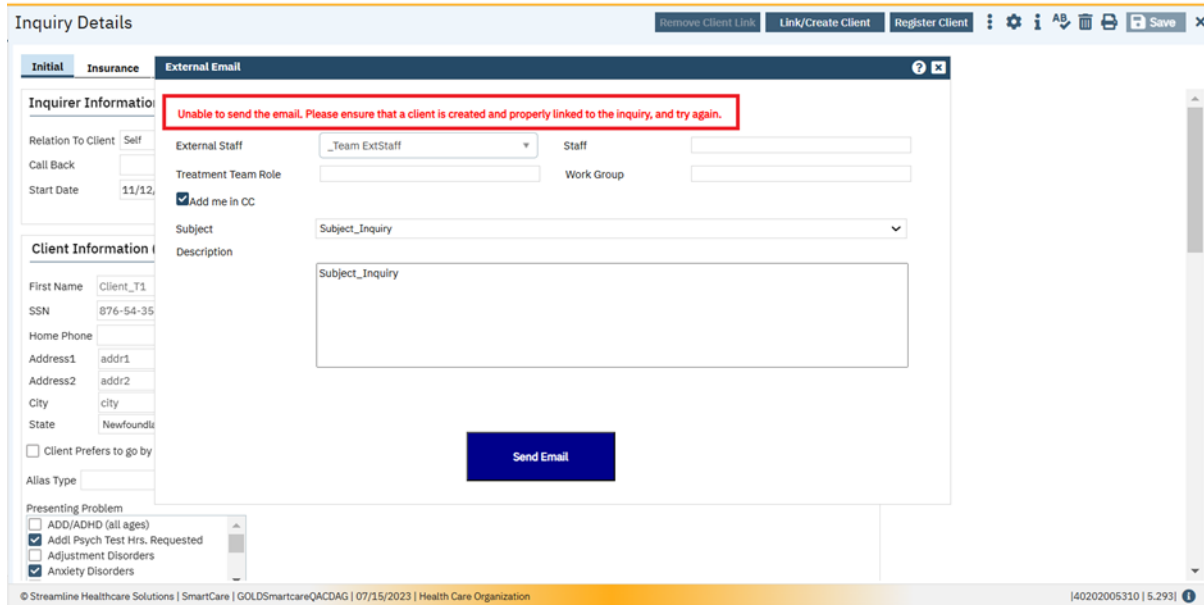 Inquiry Details
Remove Client Link
Link/Create Client
Register Client
Save
Initial
Insurance
External Email
Inquirer Informatio
Unable to send the email. Please ensure that a client is created and properly linked to the inquiry, and try again.
Relation To Client Self
External Staff _Team ExtStaff Staff
Call Back
Treatment Team Role Work Group
Start Date 11/12/
Add me in CC
Subject Subject_Inquiry
Client Information (
Description
Subject_Inquiry
First Name Client_T1
SSN 876-54-35
Home Phone
Address1 addr1
Address2 addr2
City city
State Newfoundla
Client Prefers to go by
Send Email
Alias Type
Presenting Problem
ADD/ADHD (all ages)
Addl Psych Test Hrs. Requested
Adjustment Disorders
Anxiety Disorders
© Streamline Healthcare Solutions | SmartCare | GOLDSmartcareQACDAG | 07/15/2023 | Health Care Organization
|40202005310 | 5.293|